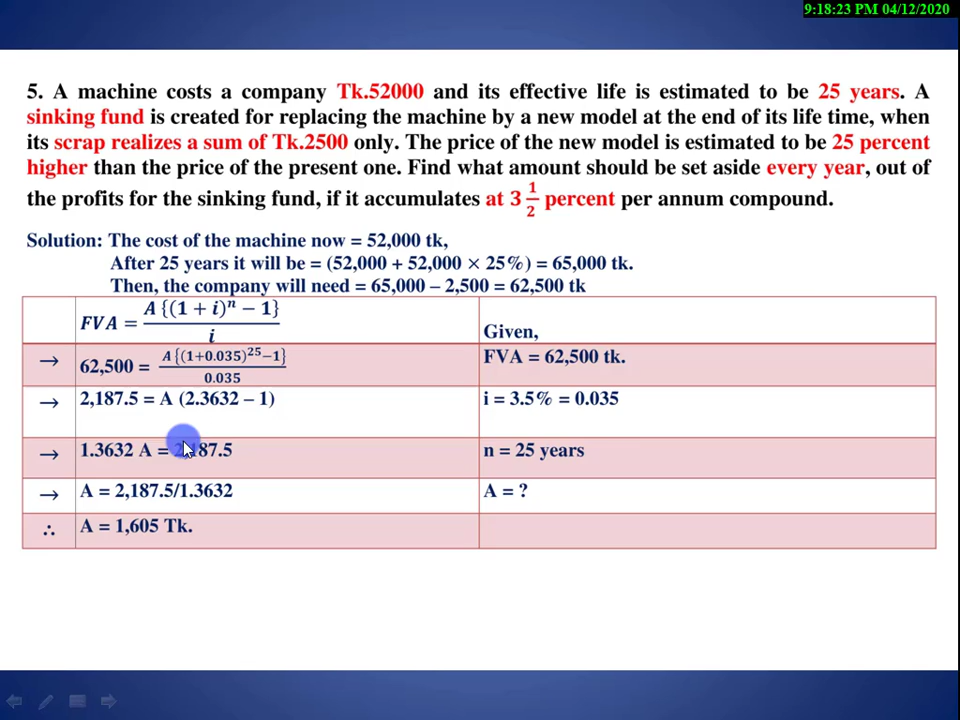 9:18:23 PM 04/12/2020
5. A machine costs a company Tk.52000 and its effective life is estimated to be 25 years. A
sinking fund is created for replacing the machine by a new model at the end of its life time, when
its scrap realizes a sum of Tk.2500 only. The price of the new model is estimated to be 25 percent
higher than the price of the present one. Find what amount should be set aside every year, out of
the profits for the sinking fund, if it accumulates at 3 1/2 percent per annum compound.
Solution: The cost of the machine now = 52,000 tk,
After 25 years it will be = (52,000 + 52,000 × 25%) = 65,000 tk.
Then, the company will need = 65,000 – 2,500 = 62,500 tk
FVA = A {(1 + i)^n − 1} / i
Given,
→ 62,500 = A {(1+0.035)^25 −1} / 0.035
FVA = 62,500 tk.
→ 2,187.5 = A (2.3632 – 1)
i = 3.5% = 0.035
→ 1.3632 A = 2,187.5
n = 25 years
→ A = 2,187.5/1.3632
A = ?
∴ A = 1,605 Tk.